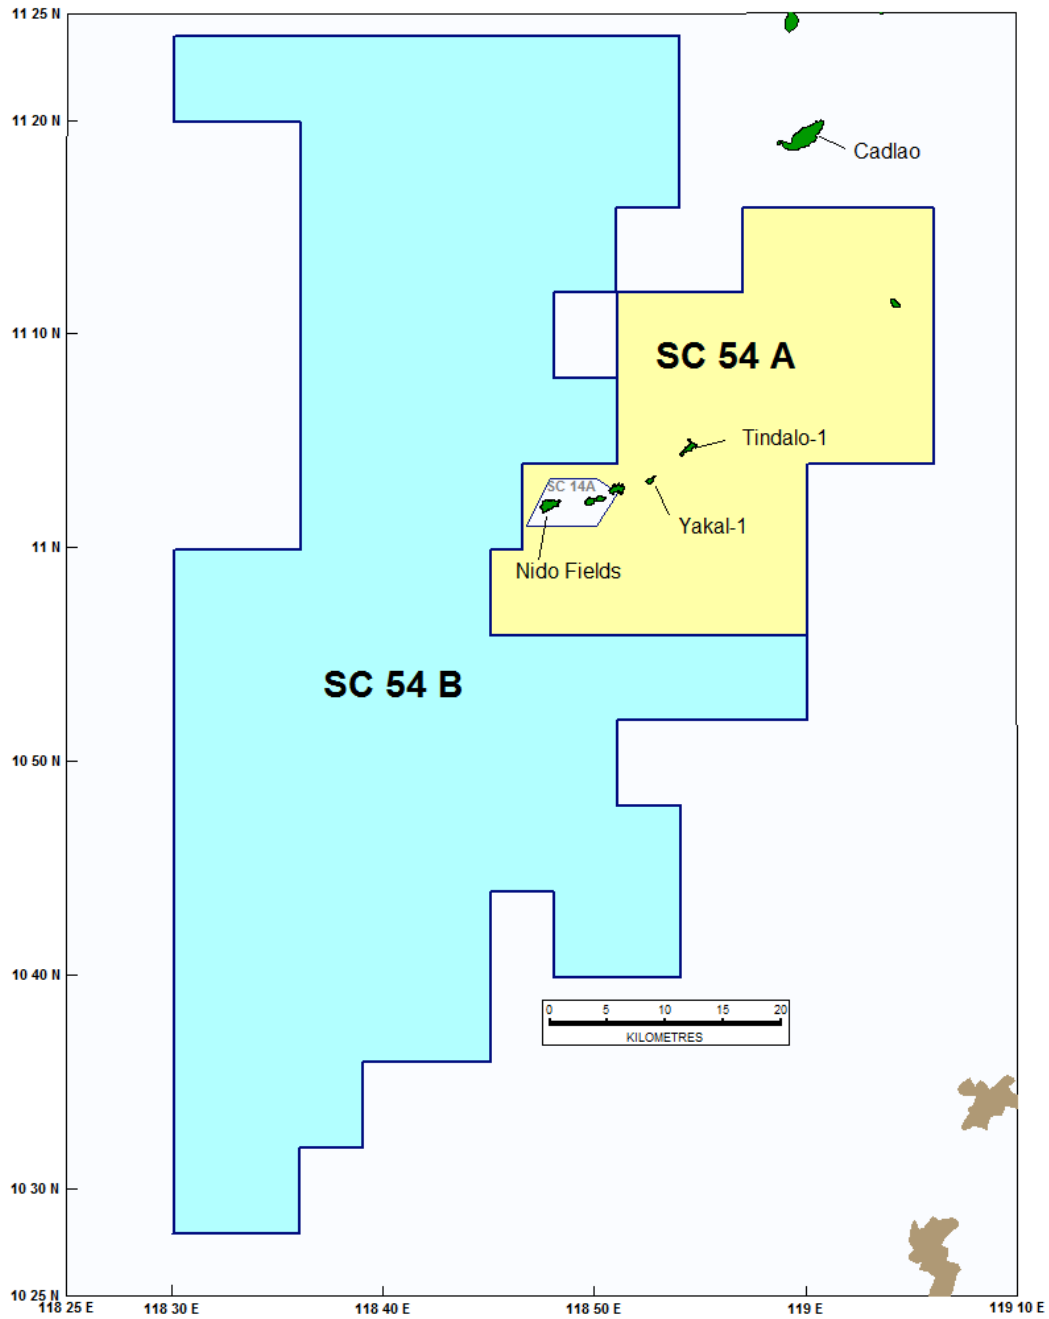 11 25 N
11 20 N
Cadlao
11 10 N
SC 54 A
Tindalo-1
SC 14A
Yakal-1
11 N
Nido Fields
SC 54 B
10 50 N
10 40 N
0 5 10 15 20
KILOMETRES
10 30 N
10 25 N
118 25 E 118 30 E 118 40 E 118 50 E 119 E 119 10 E